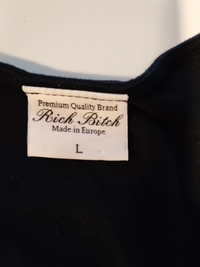 Premium Quality Brand
Rich Bitch
Made in Europe
L